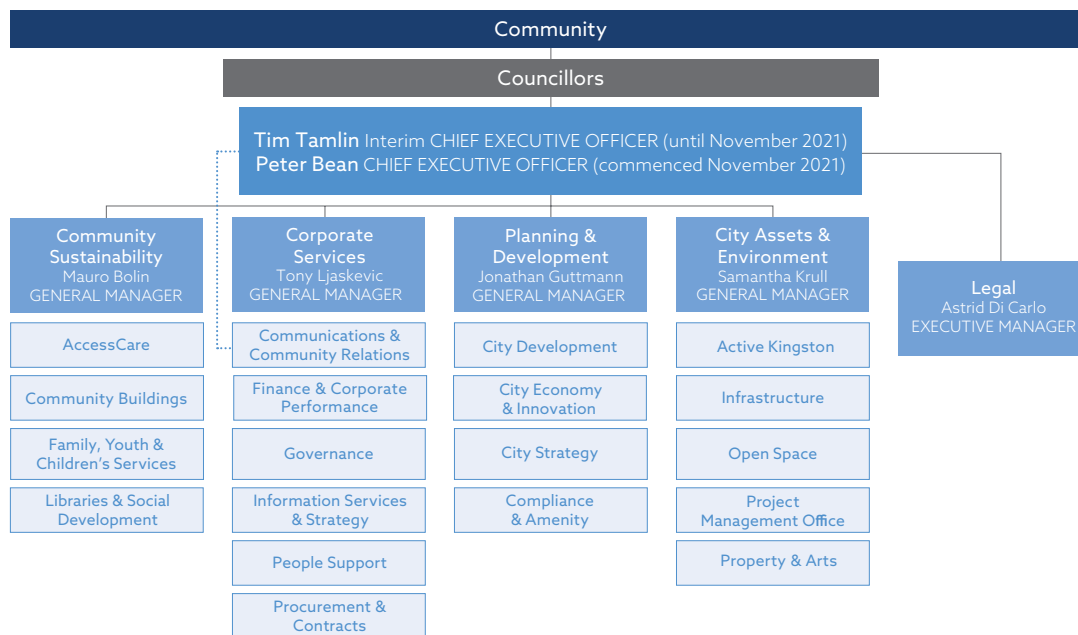 Community
Councillors
Tim Tamlin Interim CHIEF EXECUTIVE OFFICER (until November 2021)
Peter Bean CHIEF EXECUTIVE OFFICER (commenced November 2021)
Community
Sustainability
Mauro Bolin
GENERAL MANAGER
AccessCare
Community Buildings
Family, Youth &
Children's Services
Libraries & Social
Development
Corporate
Services
Tony Ljaskevic
GENERAL MANAGER
Communications &
Community Relations
Finance & Corporate
Performance
Governance
Information Services
& Strategy
People Support
Procurement &
Contracts
Planning &
Development
Jonathan Guttmann
GENERAL MANAGER
City Development
City Economy
& Innovation
City Strategy
Compliance
& Amenity
City Assets &
Environment
Samantha Krull
GENERAL MANAGER
Active Kingston
Infrastructure
Open Space
Project
Management Office
Property & Arts
Legal
Astrid Di Carlo
EXECUTIVE MANAGER